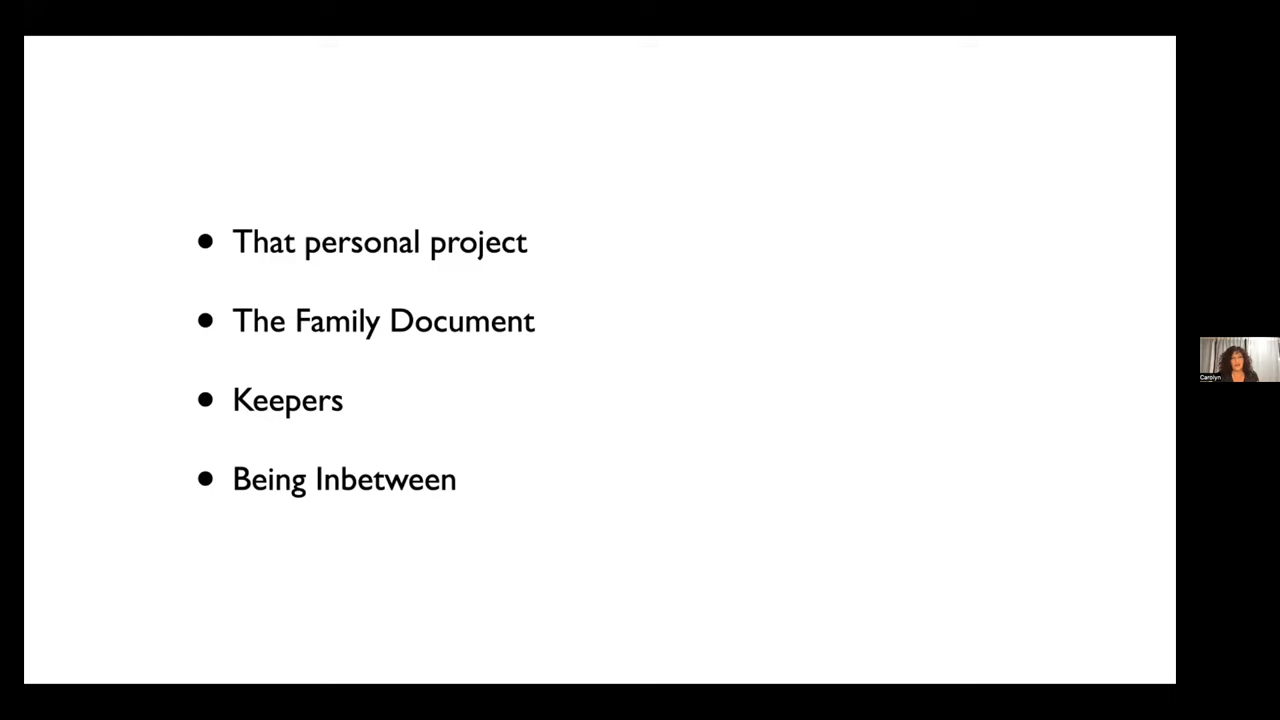 That personal project
The Family Document
Keepers
Being Inbetween
Carolyn